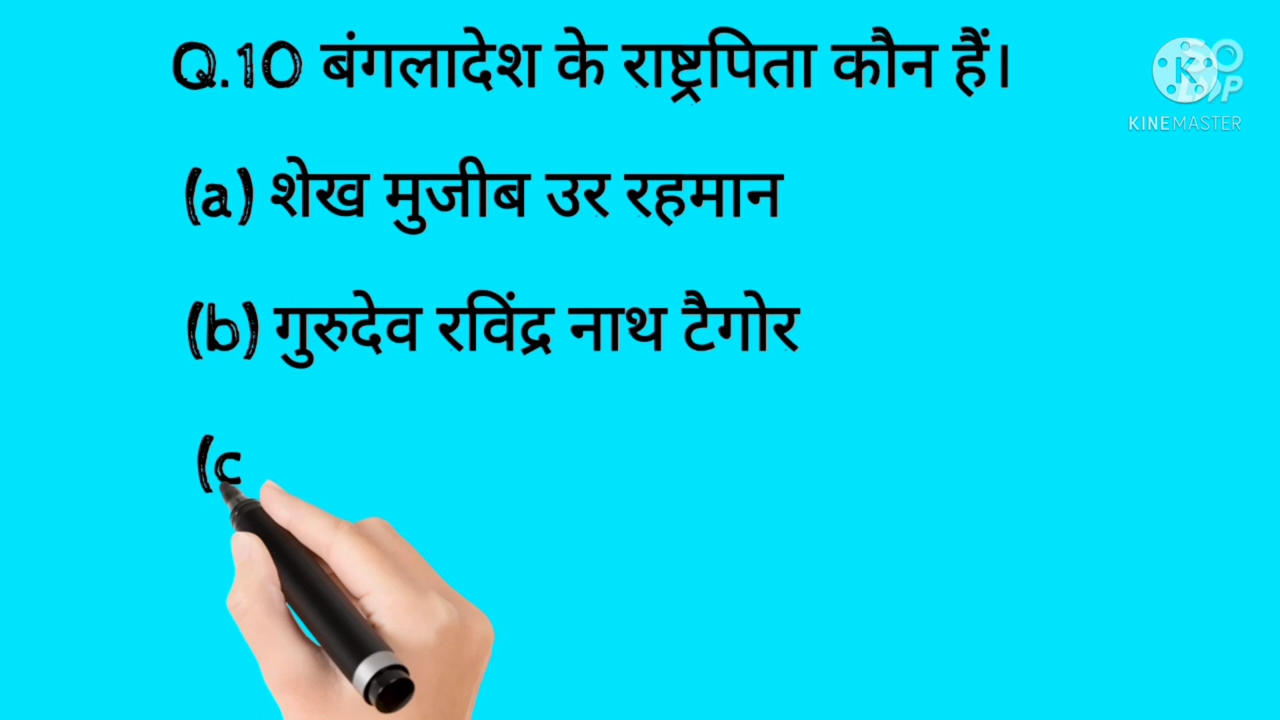 Q.10 बंगलादेश के राष्ट्रपिता कौन हैं।
(a) शेख मुजीब उर रहमान
(b) गुरुदेव रविंद्र नाथ टैगोर
(c
K
KINEMASTER